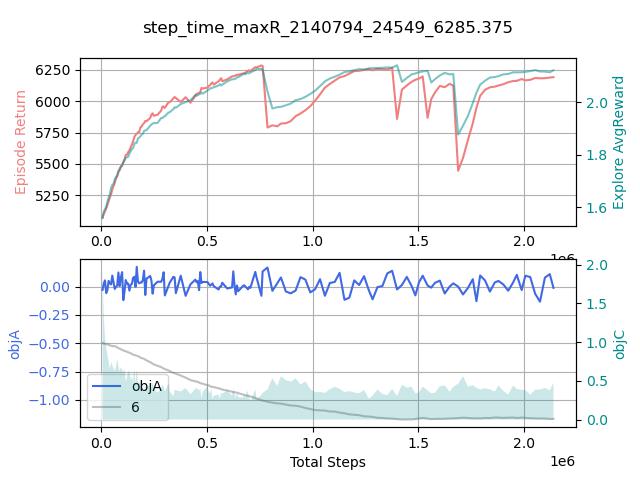 step_time_maxR_2140794_24549_6285.375
6250
6000
5750
5500
5250
Episode Return
2.0
1.8
1.6
Explore AvgReward
0.0 0.5 1.0 1.5 2.0
1e6
0.00
−0.25
−0.50
−0.75
−1.00
objA
objA
6
2.0
1.5
1.0
0.5
0.0
objC
0.0 0.5 1.0 1.5 2.0
Total Steps 1e6